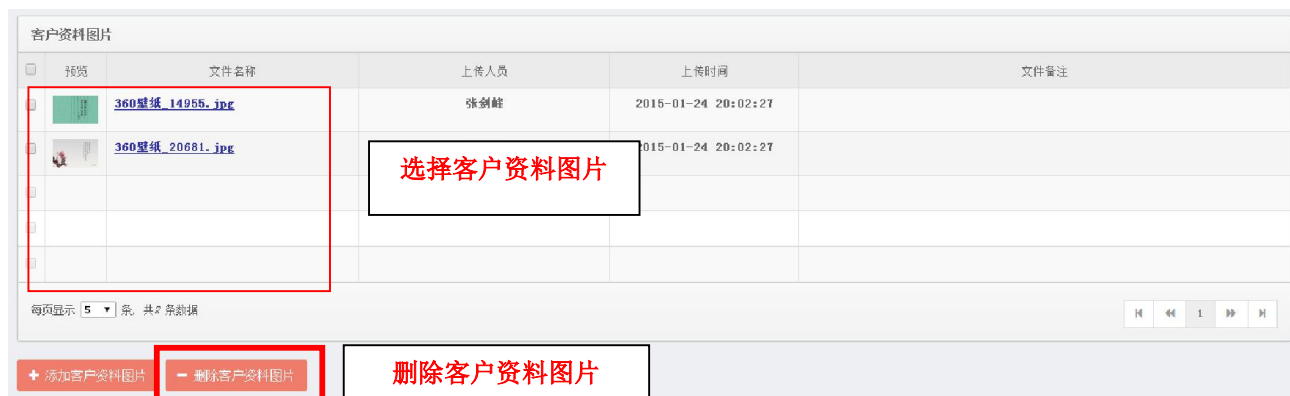 客户资料图片
预览 文件名称 上传人员 上传时间 文件备注
360壁纸_14955.jpg 张剑峰 2015-01-24 20:02:27
360壁纸_20681.jpg 2015-01-24 20:02:27
选择客户资料图片
每页显示 5 条, 共2条数据 1
添加客户资料图片 删除客户资料图片 删除客户资料图片